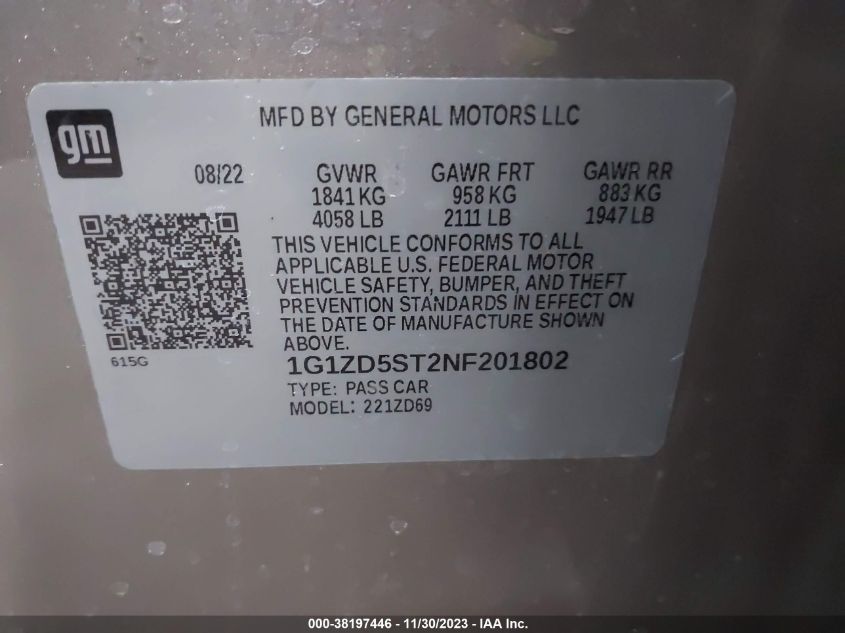 MFD BY GENERAL MOTORS LLC
gm
08/22 GVWR GAWR FRT GAWR RR
1841 KG 958 KG 883 KG
4058 LB 2111 LB 1947 LB
THIS VEHICLE CONFORMS TO ALL
APPLICABLE U.S. FEDERAL MOTOR
VEHICLE SAFETY, BUMPER, AND THEFT
PREVENTION STANDARDS IN EFFECT ON
THE DATE OF MANUFACTURE SHOWN
ABOVE.
615G
1G1ZD5ST2NF201802
TYPE: PASS CAR
MODEL: 221ZD69
000-38197446 - 11/30/2023 - IAA Inc.